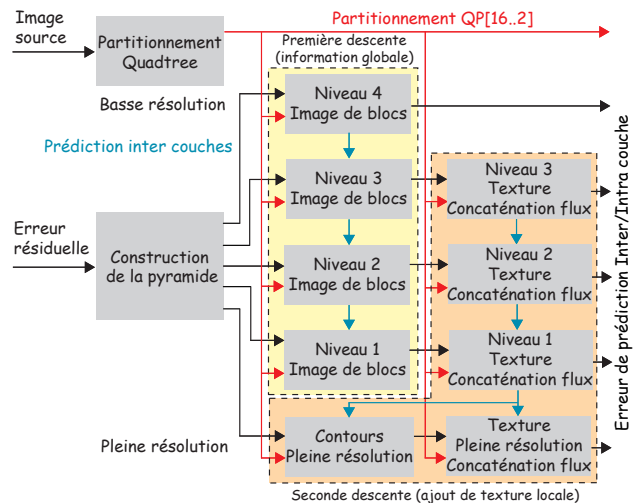 Image
source
Partitionnement QP[16..2]
Partitionnement
Quadtree
Première descente
(information globale)
Basse résolution
Niveau 4
Image de blocs
Prédiction inter couches
Niveau 3
Image de blocs
Niveau 3
Texture
Concaténation flux
Erreur
résiduelle
Construction
de la pyramide
Niveau 2
Image de blocs
Niveau 2
Texture
Concaténation flux
Niveau 1
Image de blocs
Niveau 1
Texture
Concaténation flux
Erreur de prédiction Inter/Intra couche
Pleine résolution
Contours
Pleine résolution
Texture
Pleine résolution
Concaténation flux
Seconde descente (ajout de texture locale)